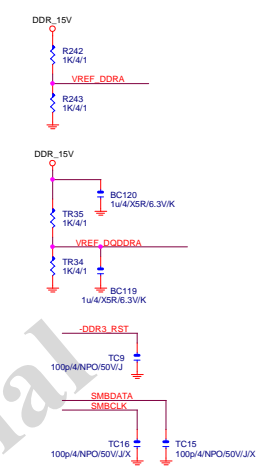 DDR_15V
R242
1K/4/1
VREF_DDRA
R243
1K/4/1
DDR_15V
BC120
1u/4/X5R/6.3V/K
TR35
1K/4/1
VREF_DQDDRA
TR34
1K/4/1
BC119
1u/4/X5R/6.3V/K
-DDR3_RST
TC9
100p/4/NPO/50V/J
SMBDATA
SMBCLK
TC16
100p/4/NPO/50V/J/X
TC15
100p/4/NPO/50V/J/X